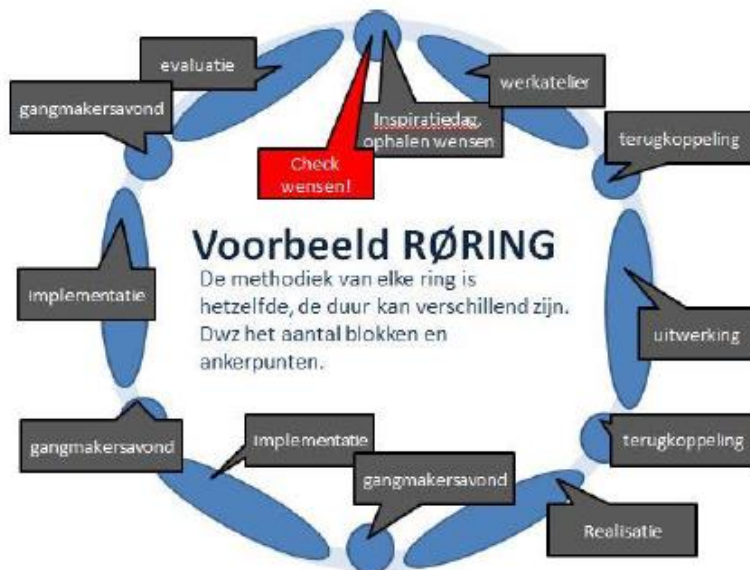 evaluatie
gangmakersavond
Inspiratiedag,
ophalen wensen
werkatelier
Check
wensen!
terugkoppeling
Voorbeeld RØRING
De methodiek van elke ring is
hetzelfde, de duur kan verschillend zijn.
Dwz het aantal blokken en
ankerpunten.
implementatie
uitwerking
gangmakersavond
implementatie
terugkoppeling
gangmakersavond
Realisatie